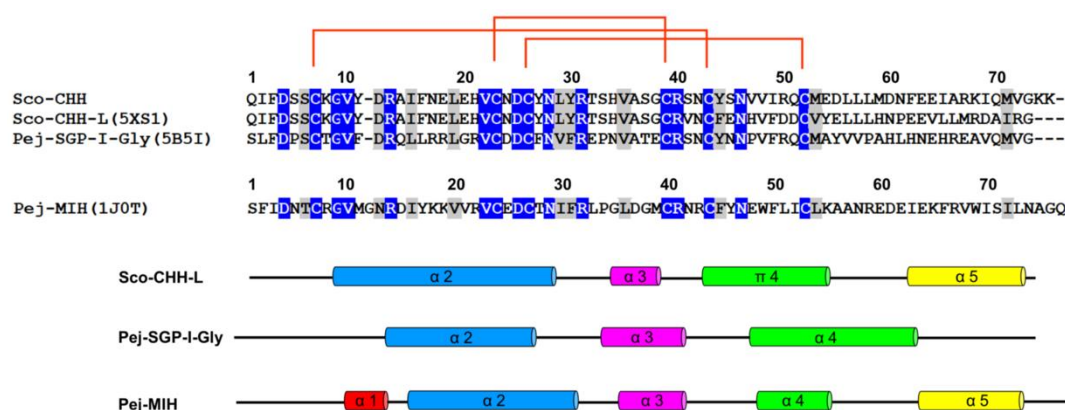 1 10 20 30 40 50 60 70
Sco-CHH QIFDSSCKGVY-DRAIFNELEHVCNDCYNLYRTSHVASGCRSNCYSNVVIRQCMEDLLLMDNFEEIARKIQMVGKK-
Sco-CHH-L(5XS1) QIFDSSCKGVY-DRAIFNELEHVCNDCYNLYRTSHVASGCRVNCFENHVFDDCVYELLLHNPEEVLLMRDAIRG---
Pej-SGP-I-Gly(5B5I) SLFDPSCTGVF-DRQLLRRLGRVCDDCFNVFREPNVATECRSNCYNNPVFRQCMAYVVPAHLHNEHREAVQMVG---
1 10 20 30 40 50 60 70
Pej-MIH(1J0T) SFIDNTCRGVMGNRDIYKKVVRVCEDCTNIFRLPGLDGMCRNRCFYNEWFLICLKAANREDEIEKFRVWISILNAGQ
Sco-CHH-L α 2 α 3 π 4 α 5
Pej-SGP-I-Gly α 2 α 3 α 4
Pej-MIH α 1 α 2 α 3 α 4 α 5